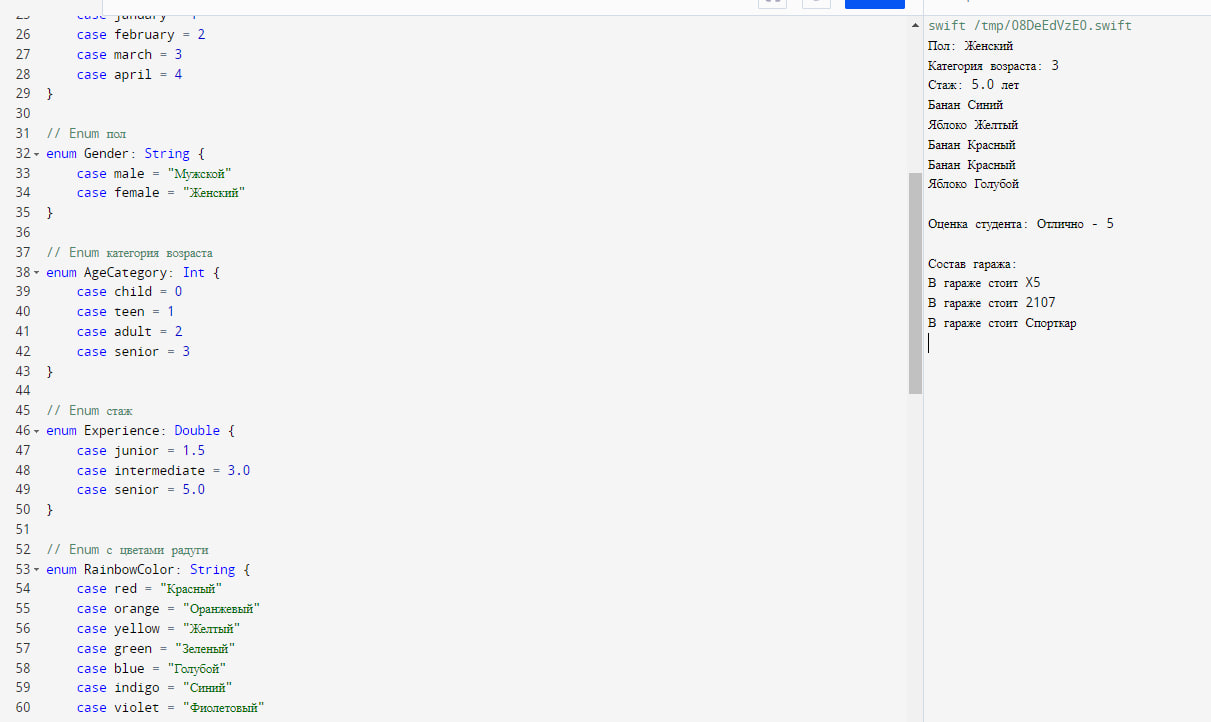 26 case february = 2
27 case march = 3
28 case april = 4
29 }
30
31 // Enum пол
32 enum Gender: String {
33 case male = "Мужской"
34 case female = "Женский"
35 }
36
37 // Enum категория возраста
38 enum AgeCategory: Int {
39 case child = 0
40 case teen = 1
41 case adult = 2
42 case senior = 3
43 }
44
45 // Enum стаж
46 enum Experience: Double {
47 case junior = 1.5
48 case intermediate = 3.0
49 case senior = 5.0
50 }
51
52 // Enum с цветами радуги
53 enum RainbowColor: String {
54 case red = "Красный"
55 case orange = "Оранжевый"
56 case yellow = "Желтый"
57 case green = "Зеленый"
58 case blue = "Голубой"
59 case indigo = "Синий"
60 case violet = "Фиолетовый"
swift /tmp/08DeEdVzE0.swift
Пол: Женский
Категория возраста: 3
Стаж: 5.0 лет
Банан Синий
Яблоко Желтый
Банан Красный
Банан Красный
Яблоко Голубой
Оценка студента: Отлично - 5
Состав гаража:
В гараже стоит X5
В гараже стоит 2107
В гараже стоит Спорткар